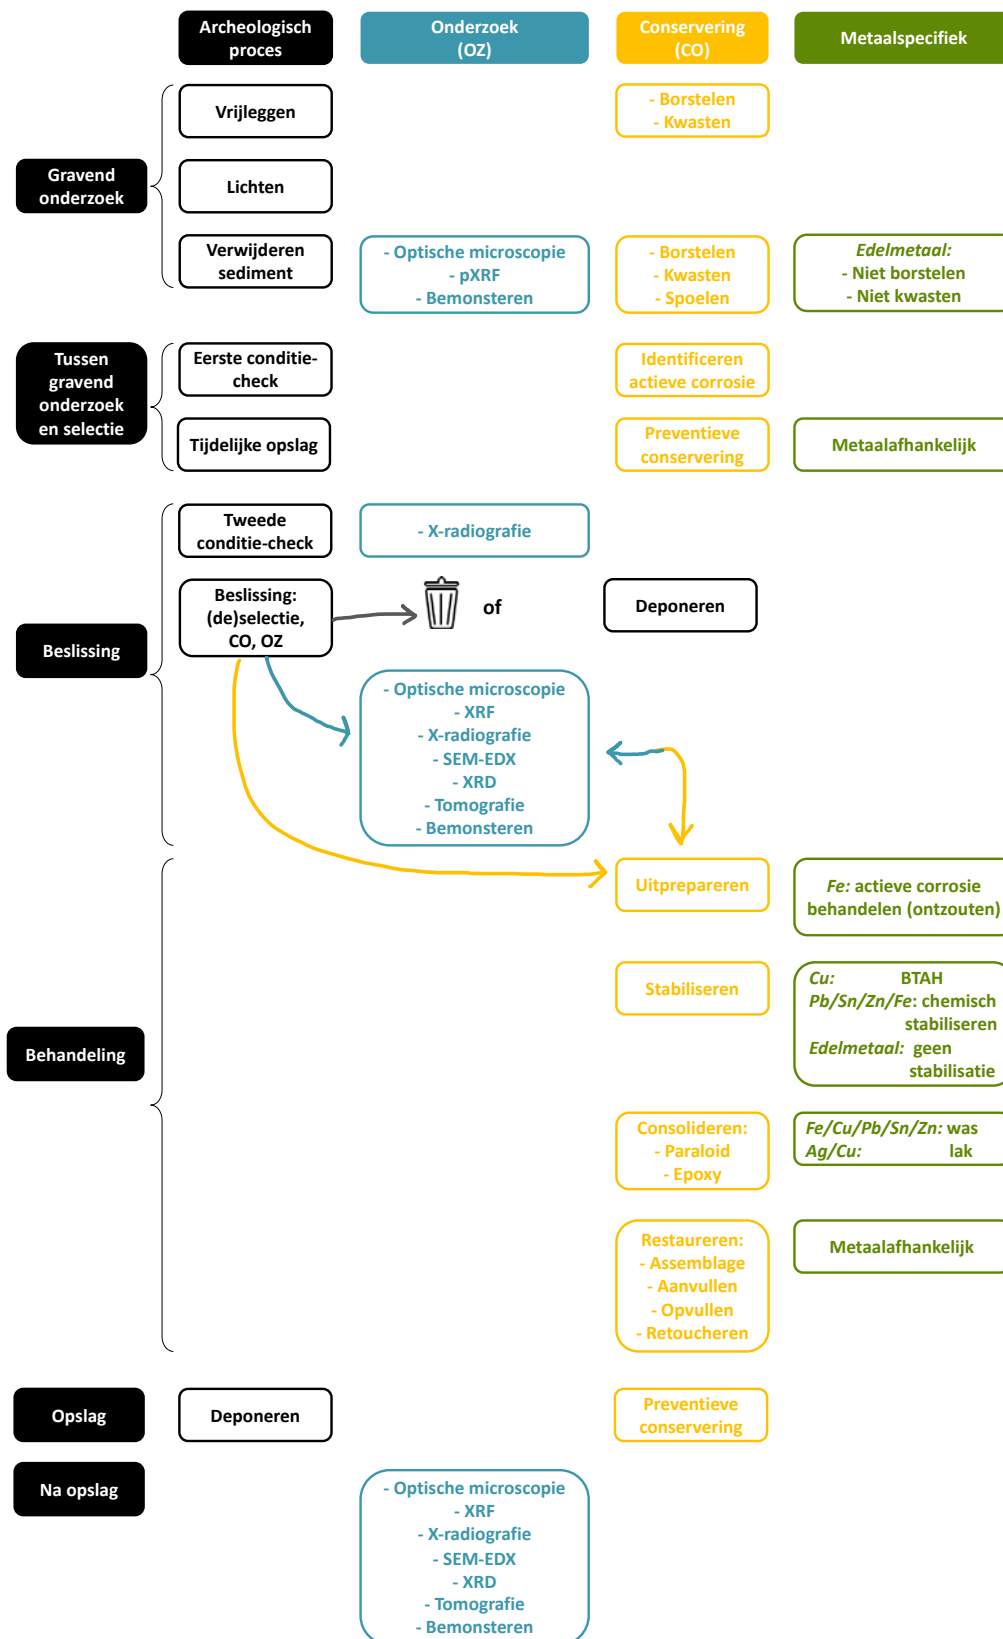 Archeologisch
proces
Onderzoek
(OZ)
Conservering
(CO)
Metaalspecifiek
Gravend
onderzoek
Vrijleggen
- Borstelen
- Kwasten
Lichten
Verwijderen
sediment
- Optische microscopie
- pXRF
- Bemonsteren
- Borstelen
- Kwasten
- Spoelen
Edelmetaal:
- Niet borstelen
- Niet kwasten
Tussen
gravend
onderzoek
en selectie
Eerste conditie-
check
Identificeren
actieve corrosie
Tijdelijke opslag
Preventieve
conservering
Metaalafhankelijk
Beslissing
Tweede
conditie-check
- X-radiografie
Beslissing:
(de)selectie,
CO, OZ
of
Deponeren
- Optische microscopie
- XRF
- X-radiografie
- SEM-EDX
- XRD
- Tomografie
- Bemonsteren
Behandeling
Uitprepareren
Fe: actieve corrosie
behandelen (ontzouten)
Stabiliseren
Cu: BTAH
Pb/Sn/Zn/Fe: chemisch
stabiliseren
Edelmetaal: geen
stabilisatie
Consolideren:
- Paraloid
- Epoxy
Fe/Cu/Pb/Sn/Zn: was
Ag/Cu: lak
Restaureren:
- Assemblage
- Aanvullen
- Opvullen
- Retoucheren
Metaalafhankelijk
Opslag
Deponeren
Preventieve
conservering
Na opslag
- Optische microscopie
- XRF
- X-radiografie
- SEM-EDX
- XRD
- Tomografie
- Bemonsteren